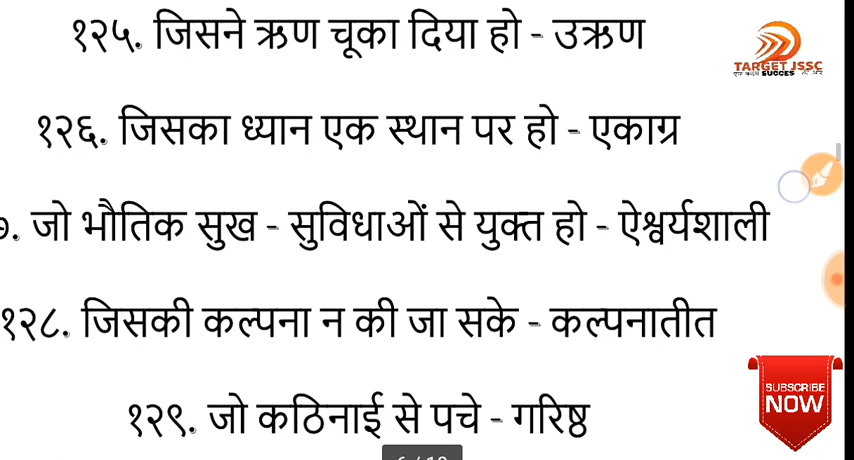 १२५. जिसने ऋण चूका दिया हो - उऋण
TARGET JSSC
१२६. जिसका ध्यान एक स्थान पर हो - एकाग्र
७. जो भौतिक सुख - सुविधाओं से युक्त हो - ऐश्वर्यशाली
१२८. जिसकी कल्पना न की जा सके - कल्पनातीत
SUBSCRIBE
NOW
१२९. जो कठिनाई से पचे - गरिष्ठ